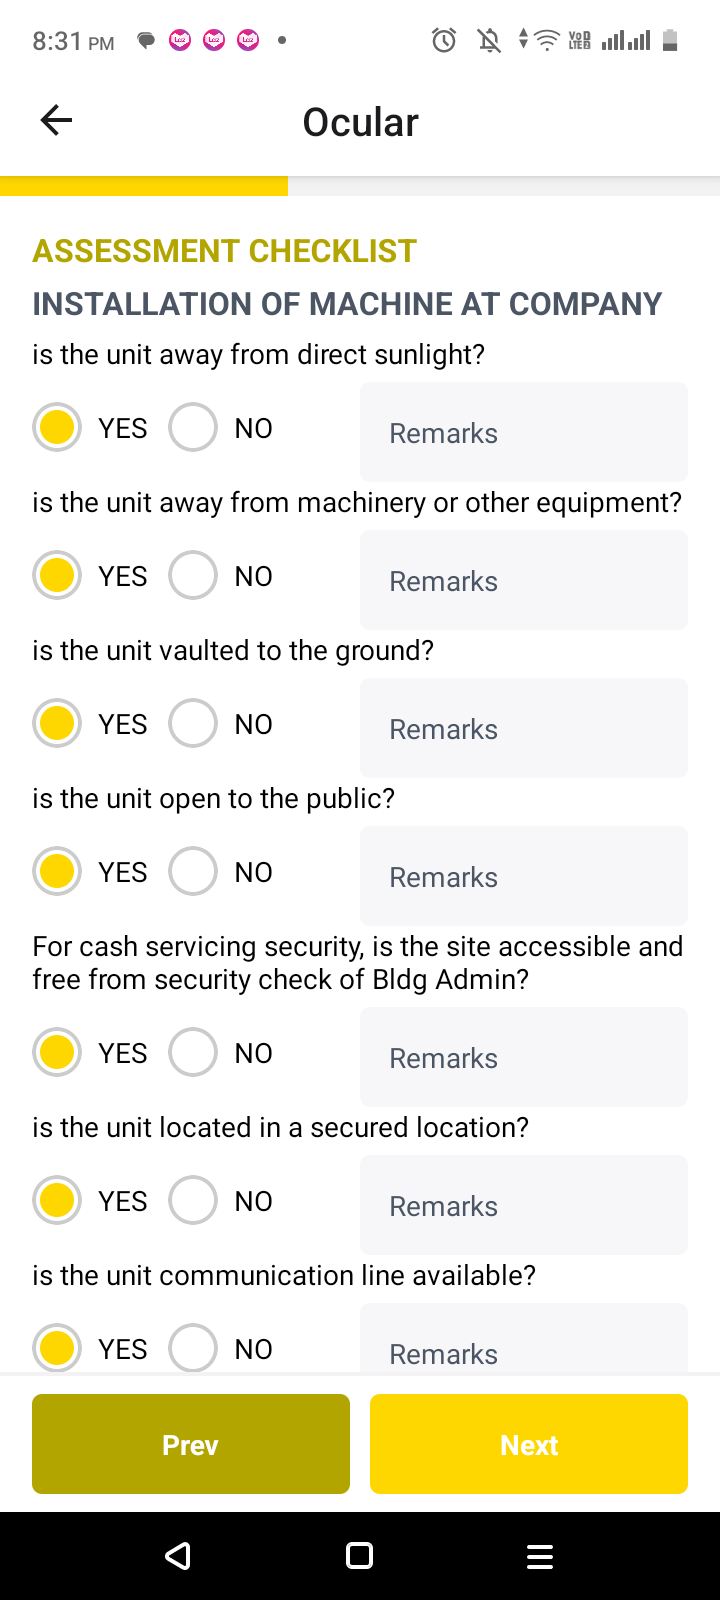 8:31 PM
Ocular
ASSESSMENT CHECKLIST
INSTALLATION OF MACHINE AT COMPANY
is the unit away from direct sunlight?
YES NO Remarks
is the unit away from machinery or other equipment?
YES NO Remarks
is the unit vaulted to the ground?
YES NO Remarks
is the unit open to the public?
YES NO Remarks
For cash servicing security, is the site accessible and
free from security check of Bldg Admin?
YES NO Remarks
is the unit located in a secured location?
YES NO Remarks
is the unit communication line available?
YES NO Remarks
Prev Next